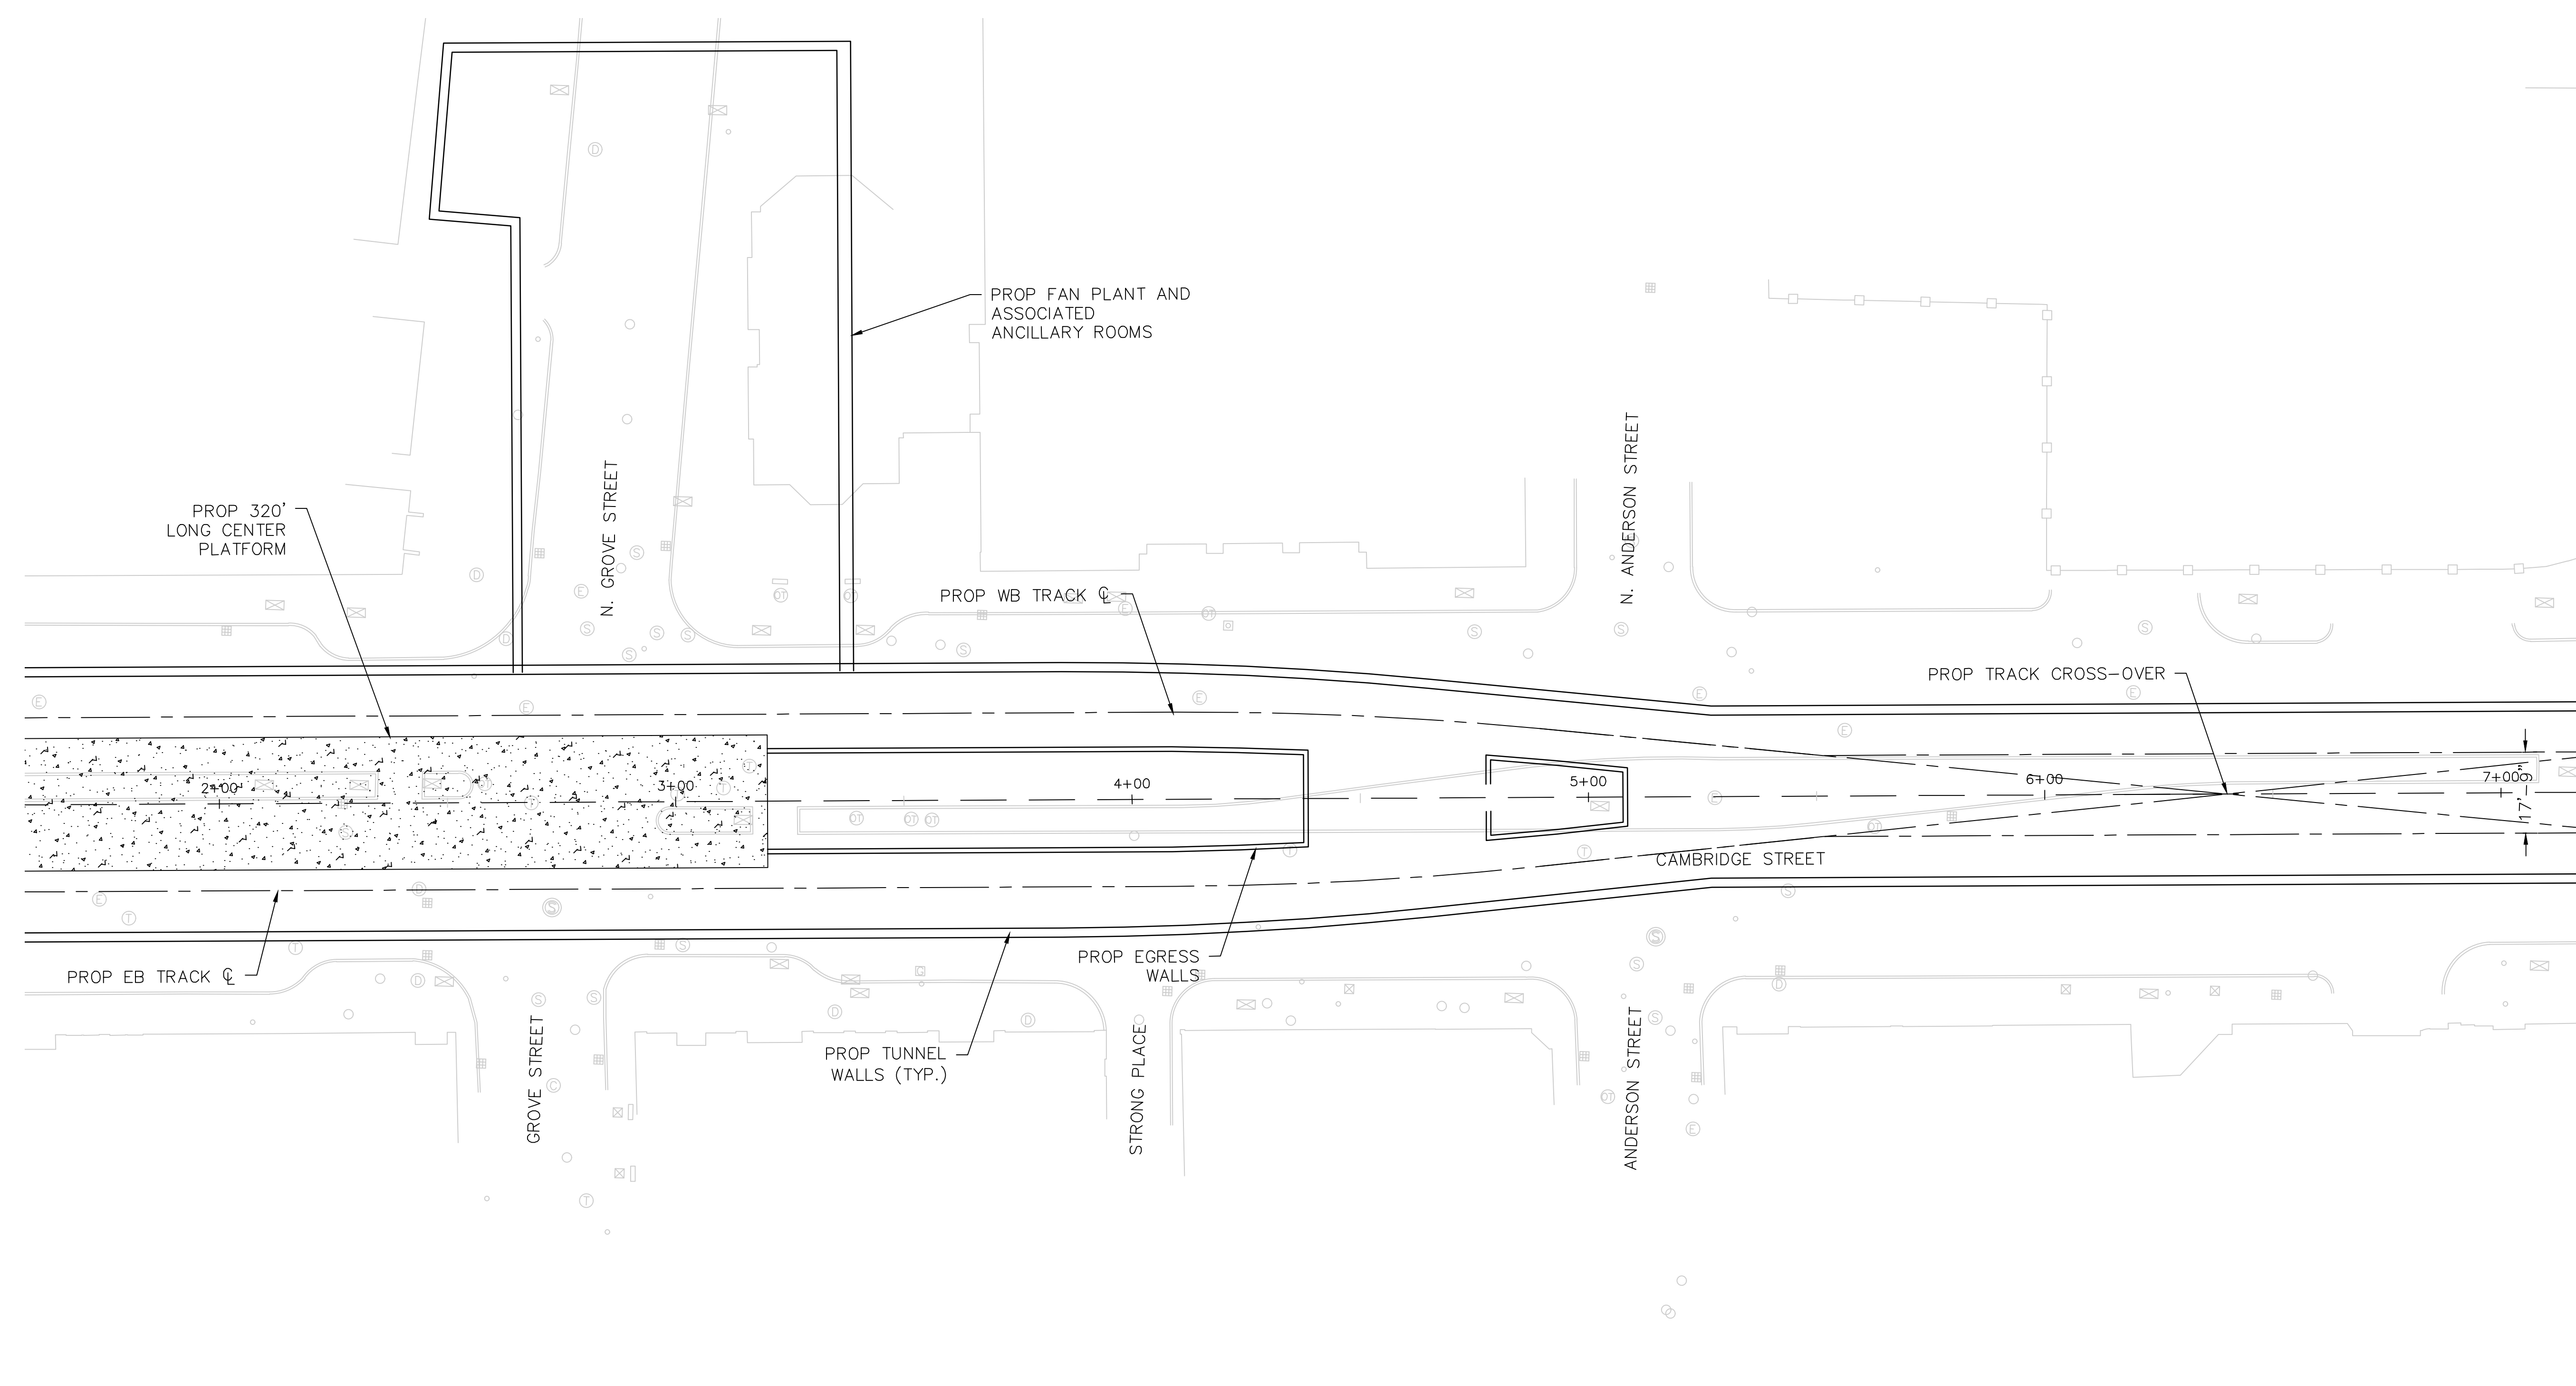 PROP FAN PLANT AND
ASSOCIATED
ANCILLARY ROOMS
N. GROVE STREET
N. ANDERSON STREET
PROP 320'
LONG CENTER
PLATFORM
PROP WB TRACK ℄
PROP TRACK CROSS-OVER
2+00
3+00
4+00
5+00
6+00
7+00
17'-9"
CAMBRIDGE STREET
PROP EB TRACK ℄
PROP EGRESS
WALLS
PROP TUNNEL
WALLS (TYP.)
GROVE STREET
STRONG PLACE
ANDERSON STREET